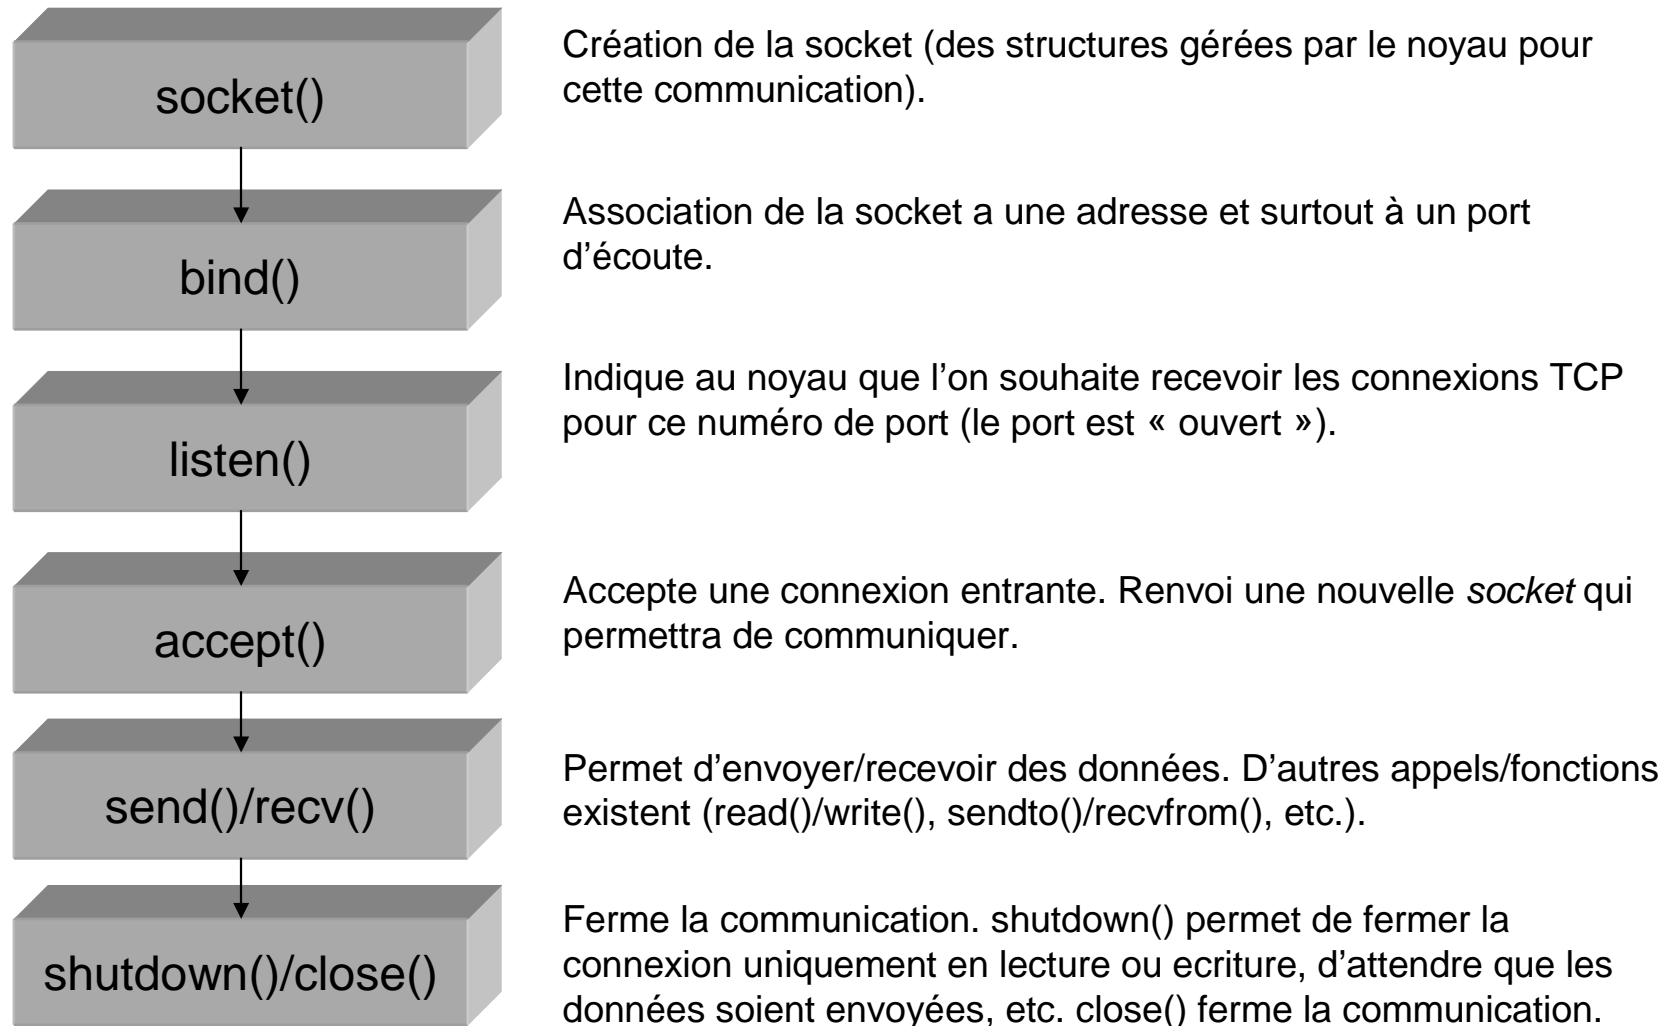 socket()
Création de la socket (des structures gérées par le noyau pour
cette communication).
bind()
Association de la socket a une adresse et surtout à un port
d’écoute.
listen()
Indique au noyau que l’on souhaite recevoir les connexions TCP
pour ce numéro de port (le port est « ouvert »).
accept()
Accepte une connexion entrante. Renvoi une nouvelle socket qui
permettra de communiquer.
send()/recv()
Permet d’envoyer/recevoir des données. D’autres appels/fonctions
existent (read()/write(), sendto()/recvfrom(), etc.).
shutdown()/close()
Ferme la communication. shutdown() permet de fermer la
connexion uniquement en lecture ou ecriture, d’attendre que les
données soient envoyées, etc. close() ferme la communication.